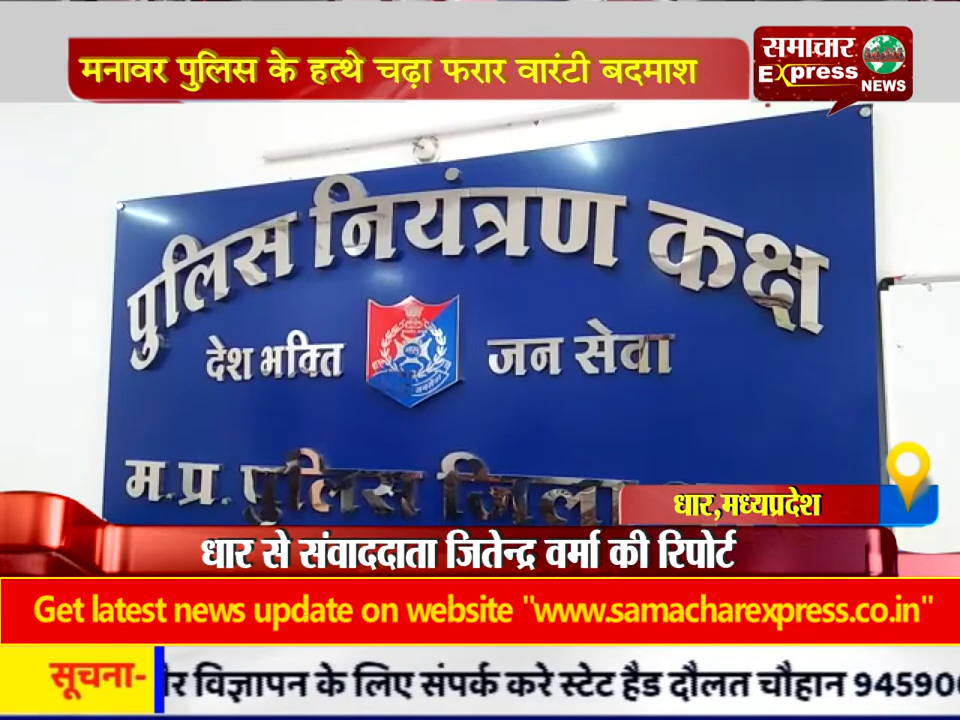 मनावर पुलिस के हत्थे चढ़ा फरार वारंटी बदमाश
समाचार
Express
NEWS
पुलिस नियंत्रण कक्ष
देश भक्ति जन सेवा
म.प्र. पुलिस जिला
धार,मध्यप्रदेश
धार से संवाददाता जितेन्द्र वर्मा की रिपोर्ट
Get latest news update on website "www.samacharexpress.co.in"
सूचना- विज्ञापन के लिए संपर्क करे स्टेट हैड दौलत चौहान 94590